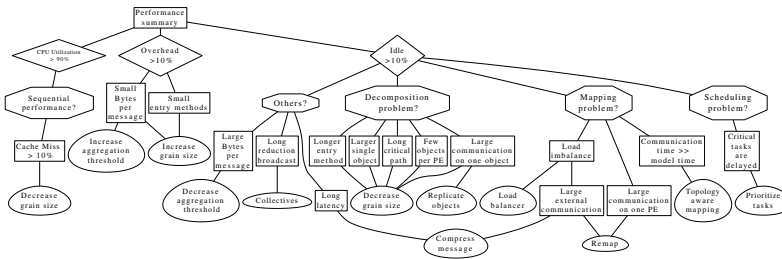 Performance
summary
CPU Utilization
> 90%
Overhead
>10%
Idle
>10%
Sequential
performance?
Small
Bytes
per
message
Small
entry methods
Others?
Decomposition
problem?
Mapping
problem?
Scheduling
problem?
Cache Miss
> 10%
Increase
aggregation
threshold
Increase
grain size
Large
Bytes
per
message
Long
reduction
broadcast
Longer
entry
method
Larger
single
object
Long
critical
path
Few
objects
per PE
Large
communication
on one object
Load
imbalance
Communication
time >>
model time
Critical
tasks
are
delayed
Decrease
grain size
Decrease
aggregation
threshold
Collectives
Long
latency
Decrease
grain size
Replicate
objects
Load
balancer
Large
external
communication
Large
communication
on one PE
Topology
aware
mapping
Prioritize
tasks
Compress
message
Remap